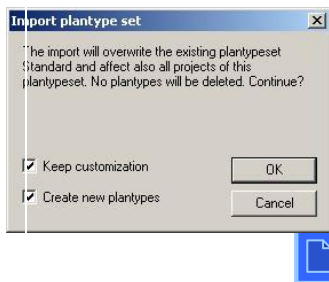 Import plantype set
The import will overwrite the existing plantypeset
Standard and affect also all projects of this
plantypeset. No plantypes will be deleted. Continue?
Keep customization
OK
Create new plantypes
Cancel